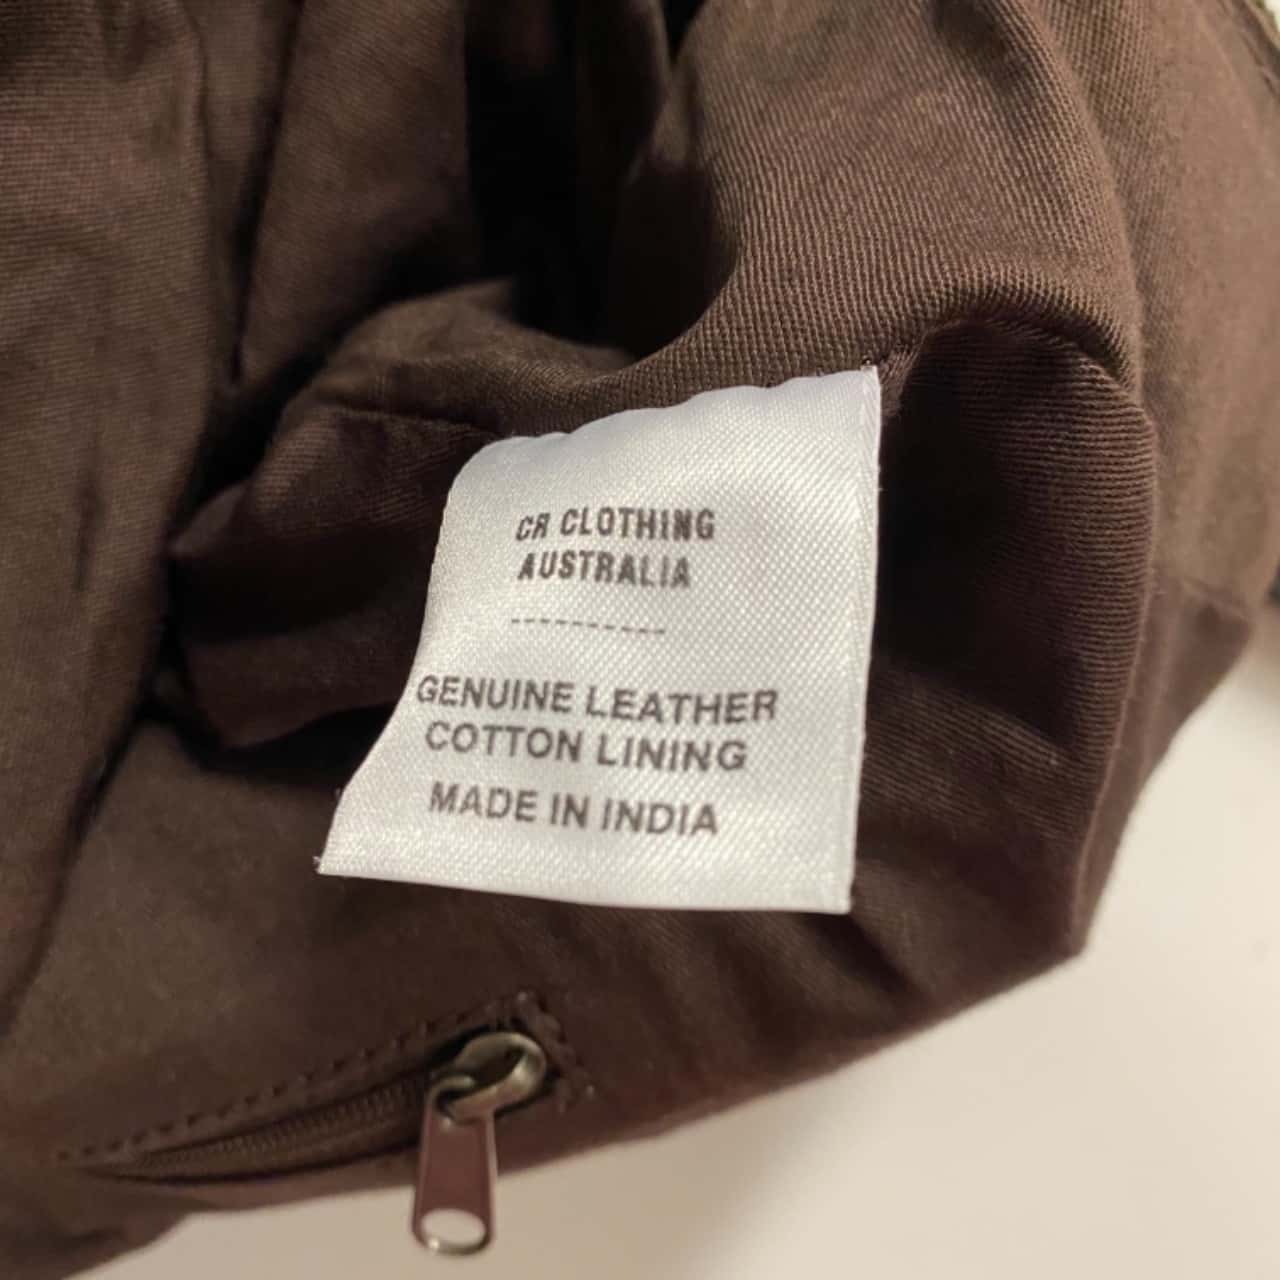 CR CLOTHING
AUSTRALIA
----------
GENUINE LEATHER
COTTON LINING
MADE IN INDIA